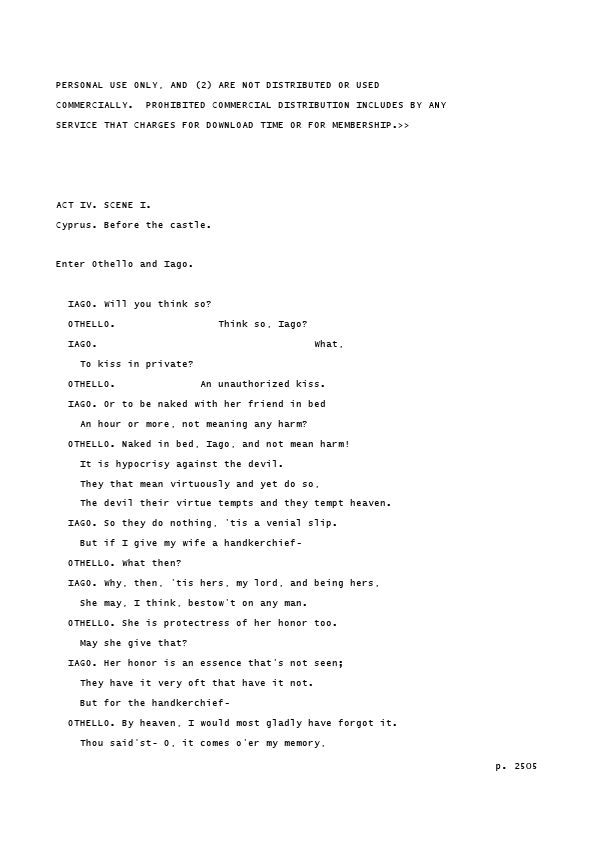 PERSONAL USE ONLY, AND (2) ARE NOT DISTRIBUTED OR USED
COMMERCIALLY.  PROHIBITED COMMERCIAL DISTRIBUTION INCLUDES BY ANY
SERVICE THAT CHARGES FOR DOWNLOAD TIME OR FOR MEMBERSHIP.>>
ACT IV. SCENE I.
Cyprus. Before the castle.
Enter Othello and Iago.
IAGO. Will you think so?
OTHELLO.                 Think so, Iago?
IAGO.                                    What,
To kiss in private?
OTHELLO.              An unauthorized kiss.
IAGO. Or to be naked with her friend in bed
An hour or more, not meaning any harm?
OTHELLO. Naked in bed, Iago, and not mean harm!
It is hypocrisy against the devil.
They that mean virtuously and yet do so,
The devil their virtue tempts and they tempt heaven.
IAGO. So they do nothing, 'tis a venial slip.
But if I give my wife a handkerchief-
OTHELLO. What then?
IAGO. Why, then, 'tis hers, my lord, and being hers,
She may, I think, bestow't on any man.
OTHELLO. She is protectress of her honor too.
May she give that?
IAGO. Her honor is an essence that's not seen;
They have it very oft that have it not.
But for the handkerchief-
OTHELLO. By heaven, I would most gladly have forgot it.
Thou said'st- O, it comes o'er my memory,
p. 2505